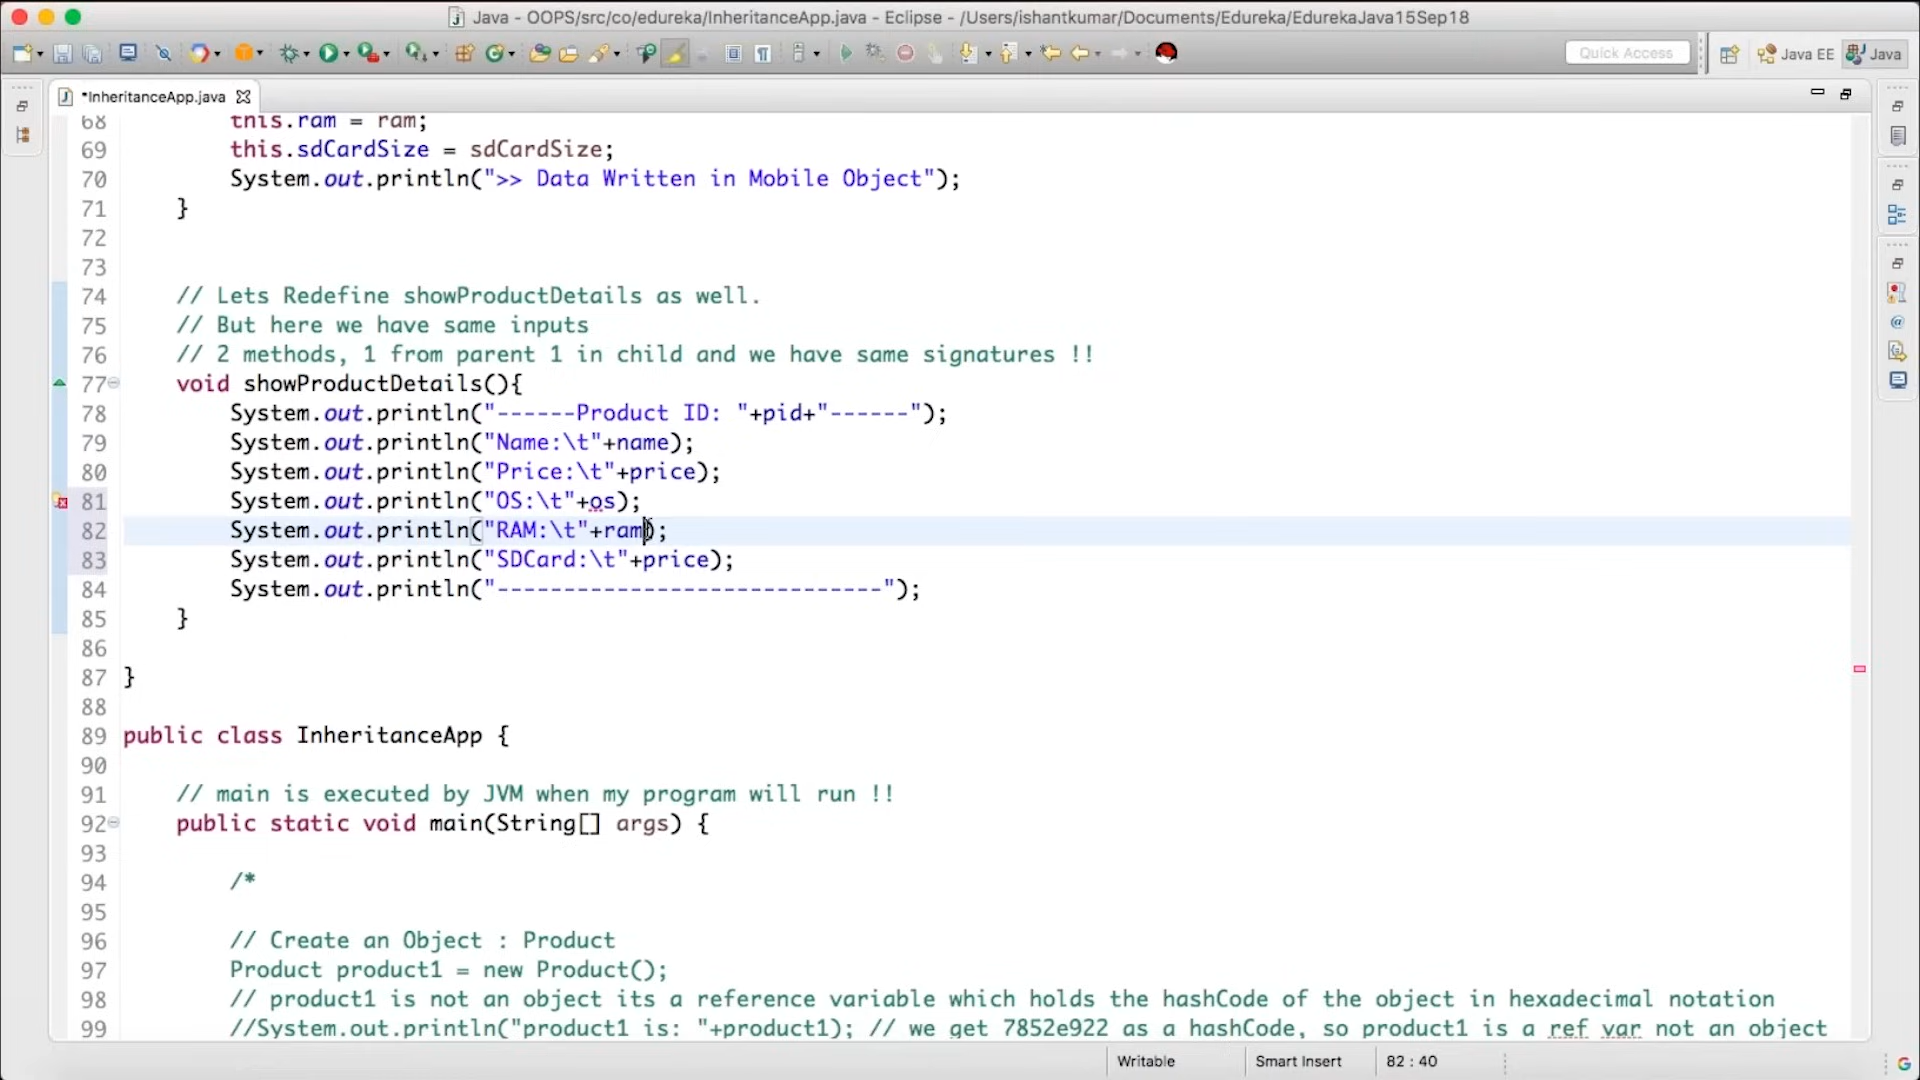 Java - OOPS/src/co/edureka/InheritanceApp.java - Eclipse - /Users/ishantkumar/Documents/Edureka/EdurekaJava15Sep18
Quick Access
Java EE
Java
*InheritanceApp.java
68 this.ram = ram;
69 this.sdCardSize = sdCardSize;
70 System.out.println(">> Data Written in Mobile Object");
71 }
72
73
74 // Lets Redefine showProductDetails as well.
75 // But here we have same inputs
76 // 2 methods, 1 from parent 1 in child and we have same signatures !!
77 void showProductDetails(){
78 System.out.println("------Product ID: "+pid+"------");
79 System.out.println("Name:\t"+name);
80 System.out.println("Price:\t"+price);
81 System.out.println("OS:\t"+os);
82 System.out.println("RAM:\t"+ram);
83 System.out.println("SDCard:\t"+price);
84 System.out.println("-----------------------------");
85 }
86
87 }
88
89 public class InheritanceApp {
90
91 // main is executed by JVM when my program will run !!
92 public static void main(String[] args) {
93
94 /*
95
96 // Create an Object : Product
97 Product product1 = new Product();
98 // product1 is not an object its a reference variable which holds the hashCode of the object in hexadecimal notation
99 //System.out.println("product1 is: "+product1); // we get 7852e922 as a hashCode, so product1 is a ref var not an object
Writable
Smart Insert
82 : 40